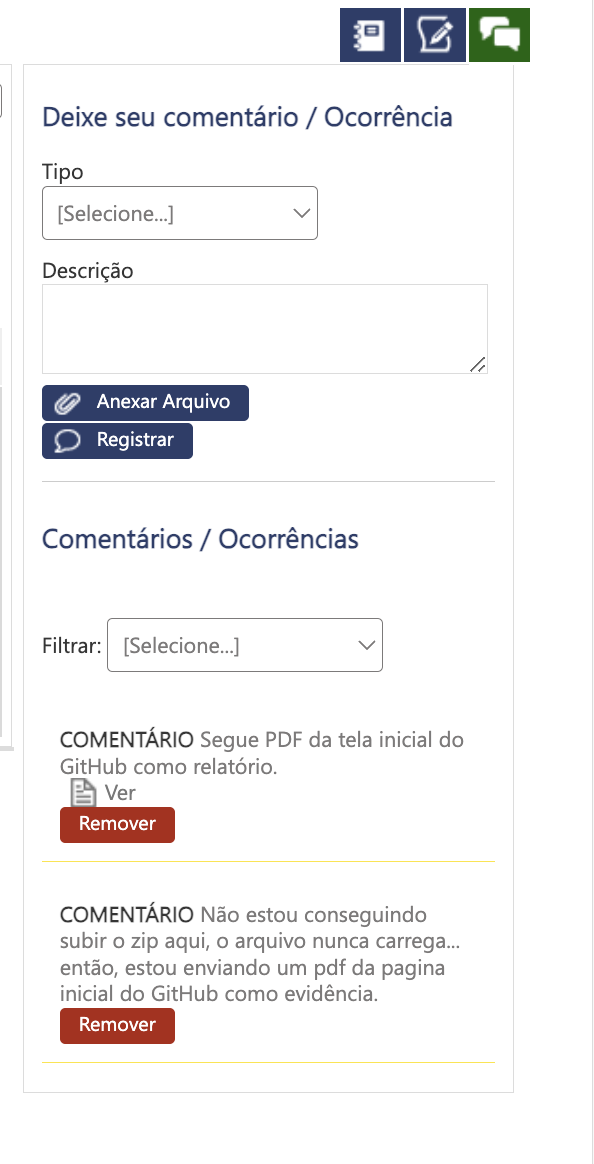 Deixe seu comentário / Ocorrência
Tipo
[Selecione...]
Descrição
Anexar Arquivo
Registrar
Comentários / Ocorrências
Filtrar: [Selecione...]
COMENTÁRIO Segue PDF da tela inicial do
GitHub como relatório.
Ver
Remover
COMENTÁRIO Não estou conseguindo
subir o zip aqui, o arquivo nunca carrega...
então, estou enviando um pdf da pagina
inicial do GitHub como evidência.
Remover